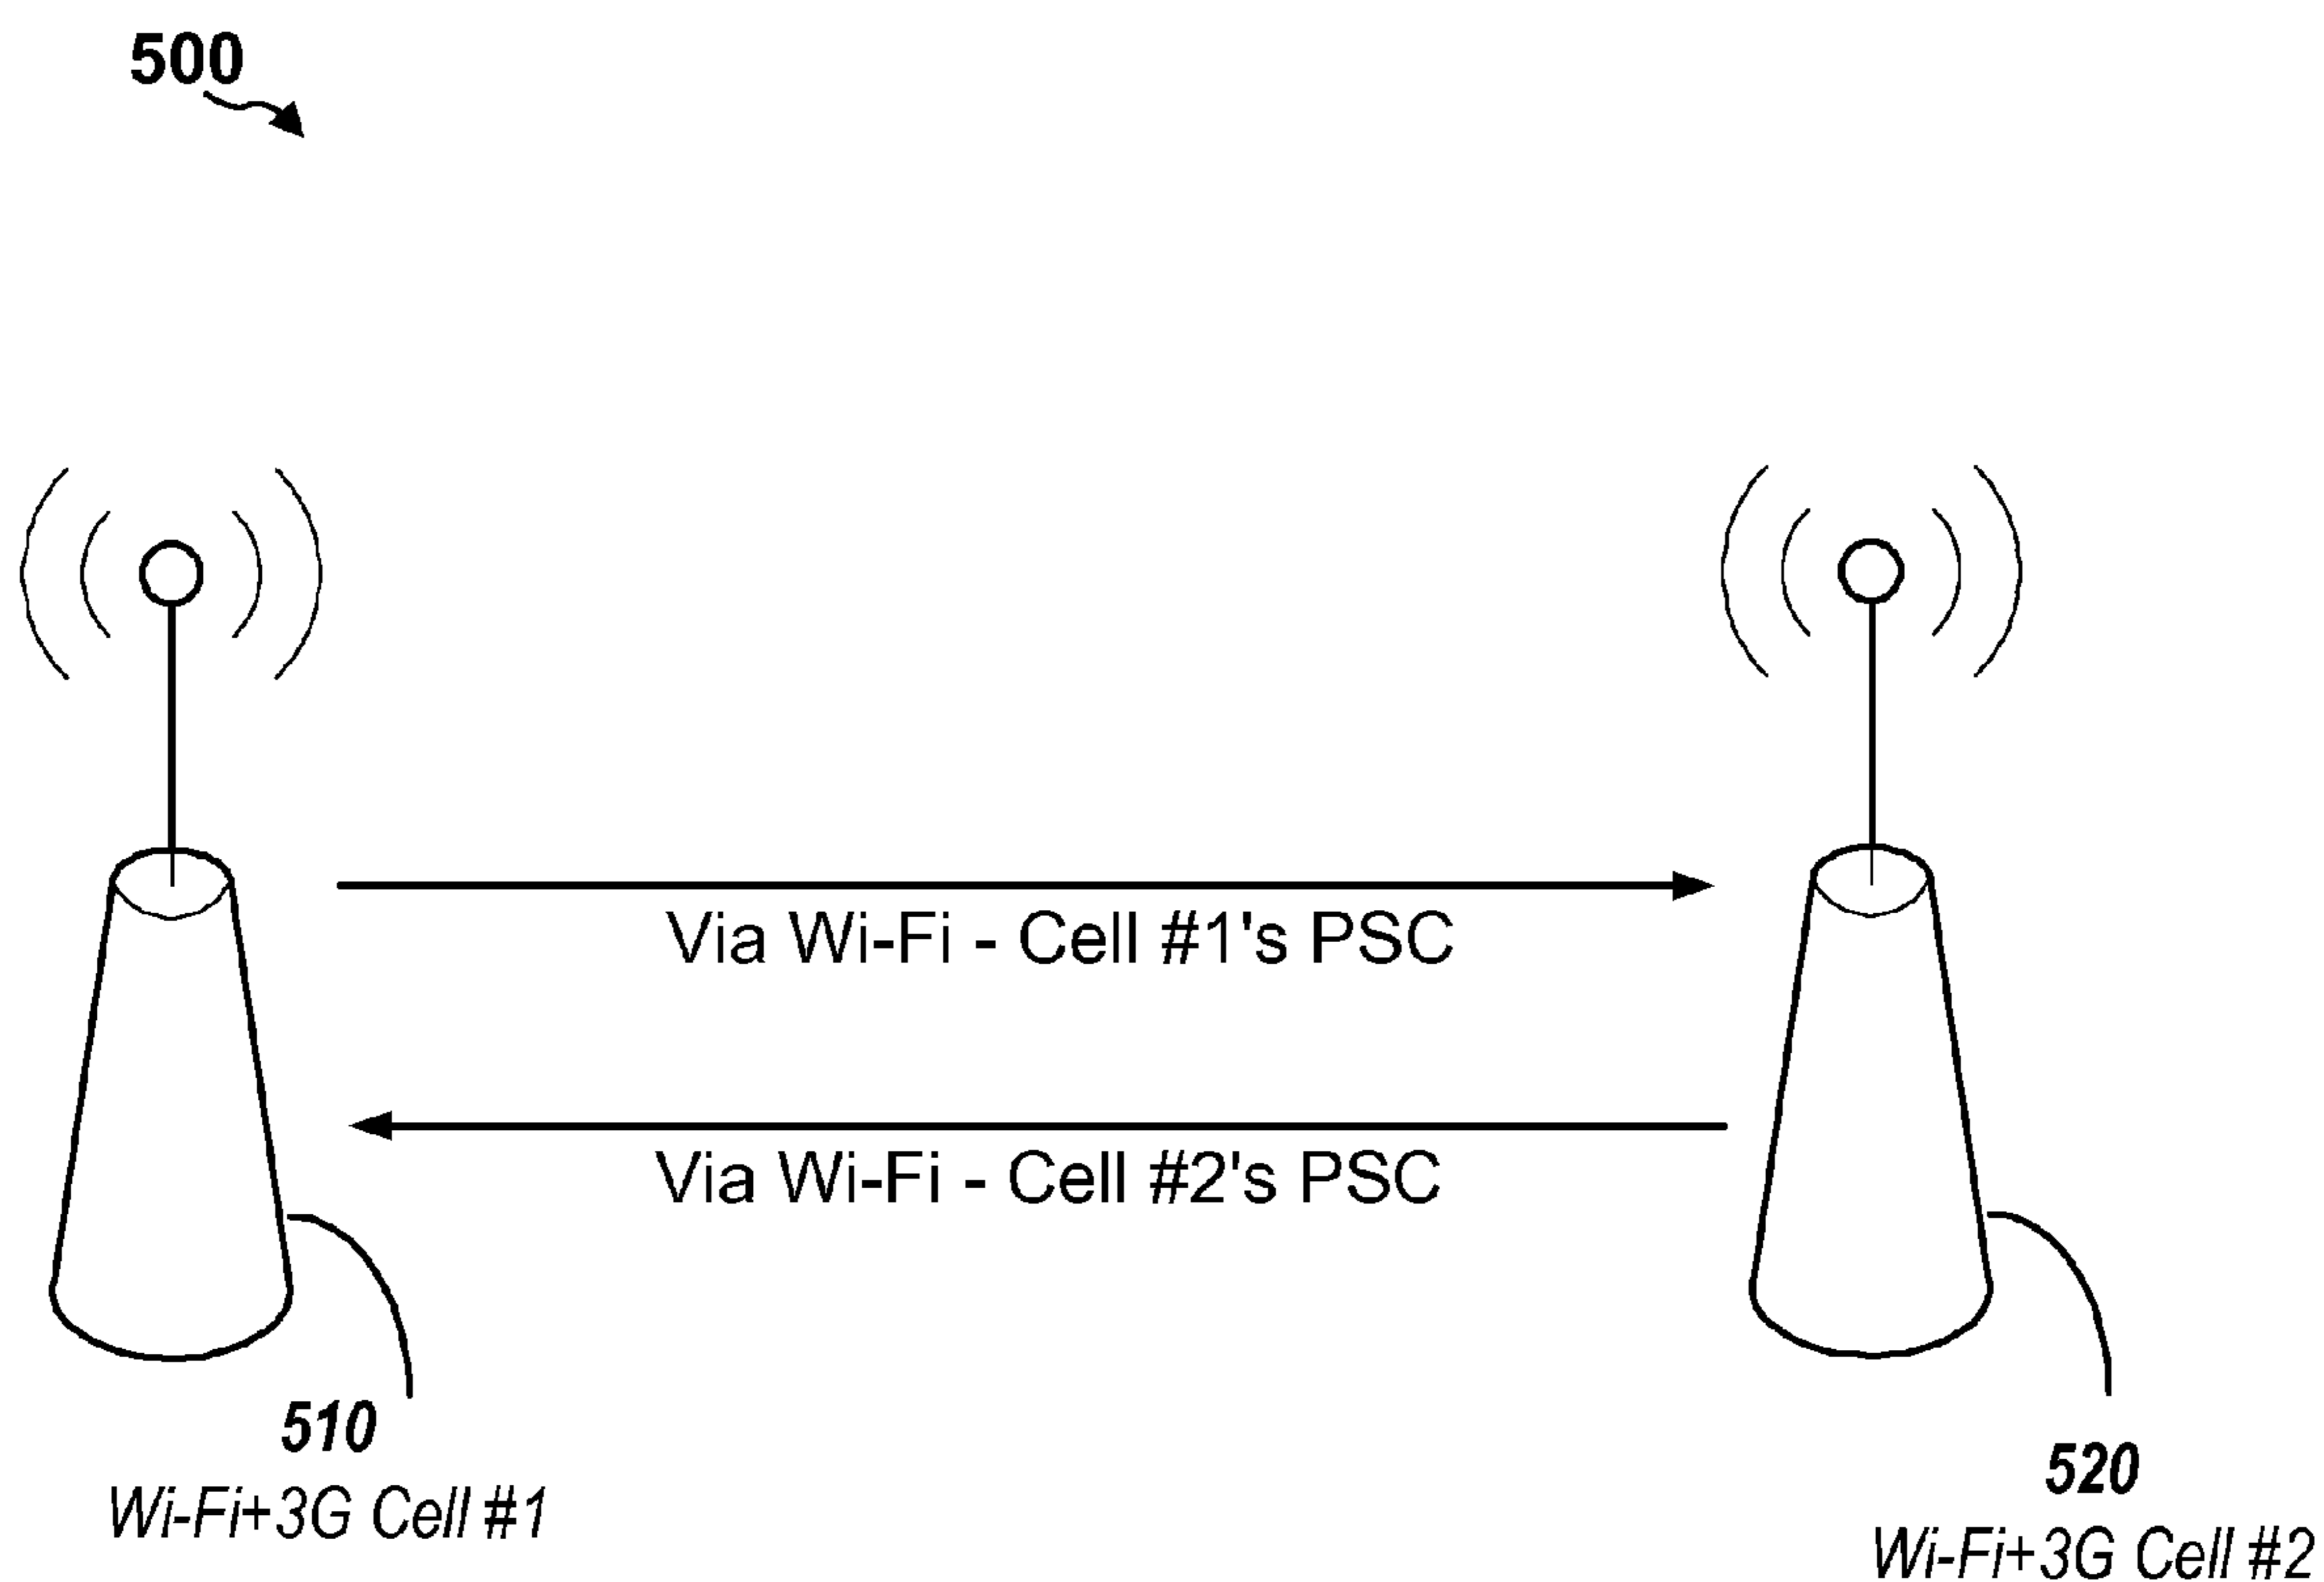 500
Via Wi-Fi - Cell #1's PSC
Via Wi-Fi - Cell #2's PSC
510
Wi-Fi+3G Cell #1
520
Wi-Fi+3G Cell #2